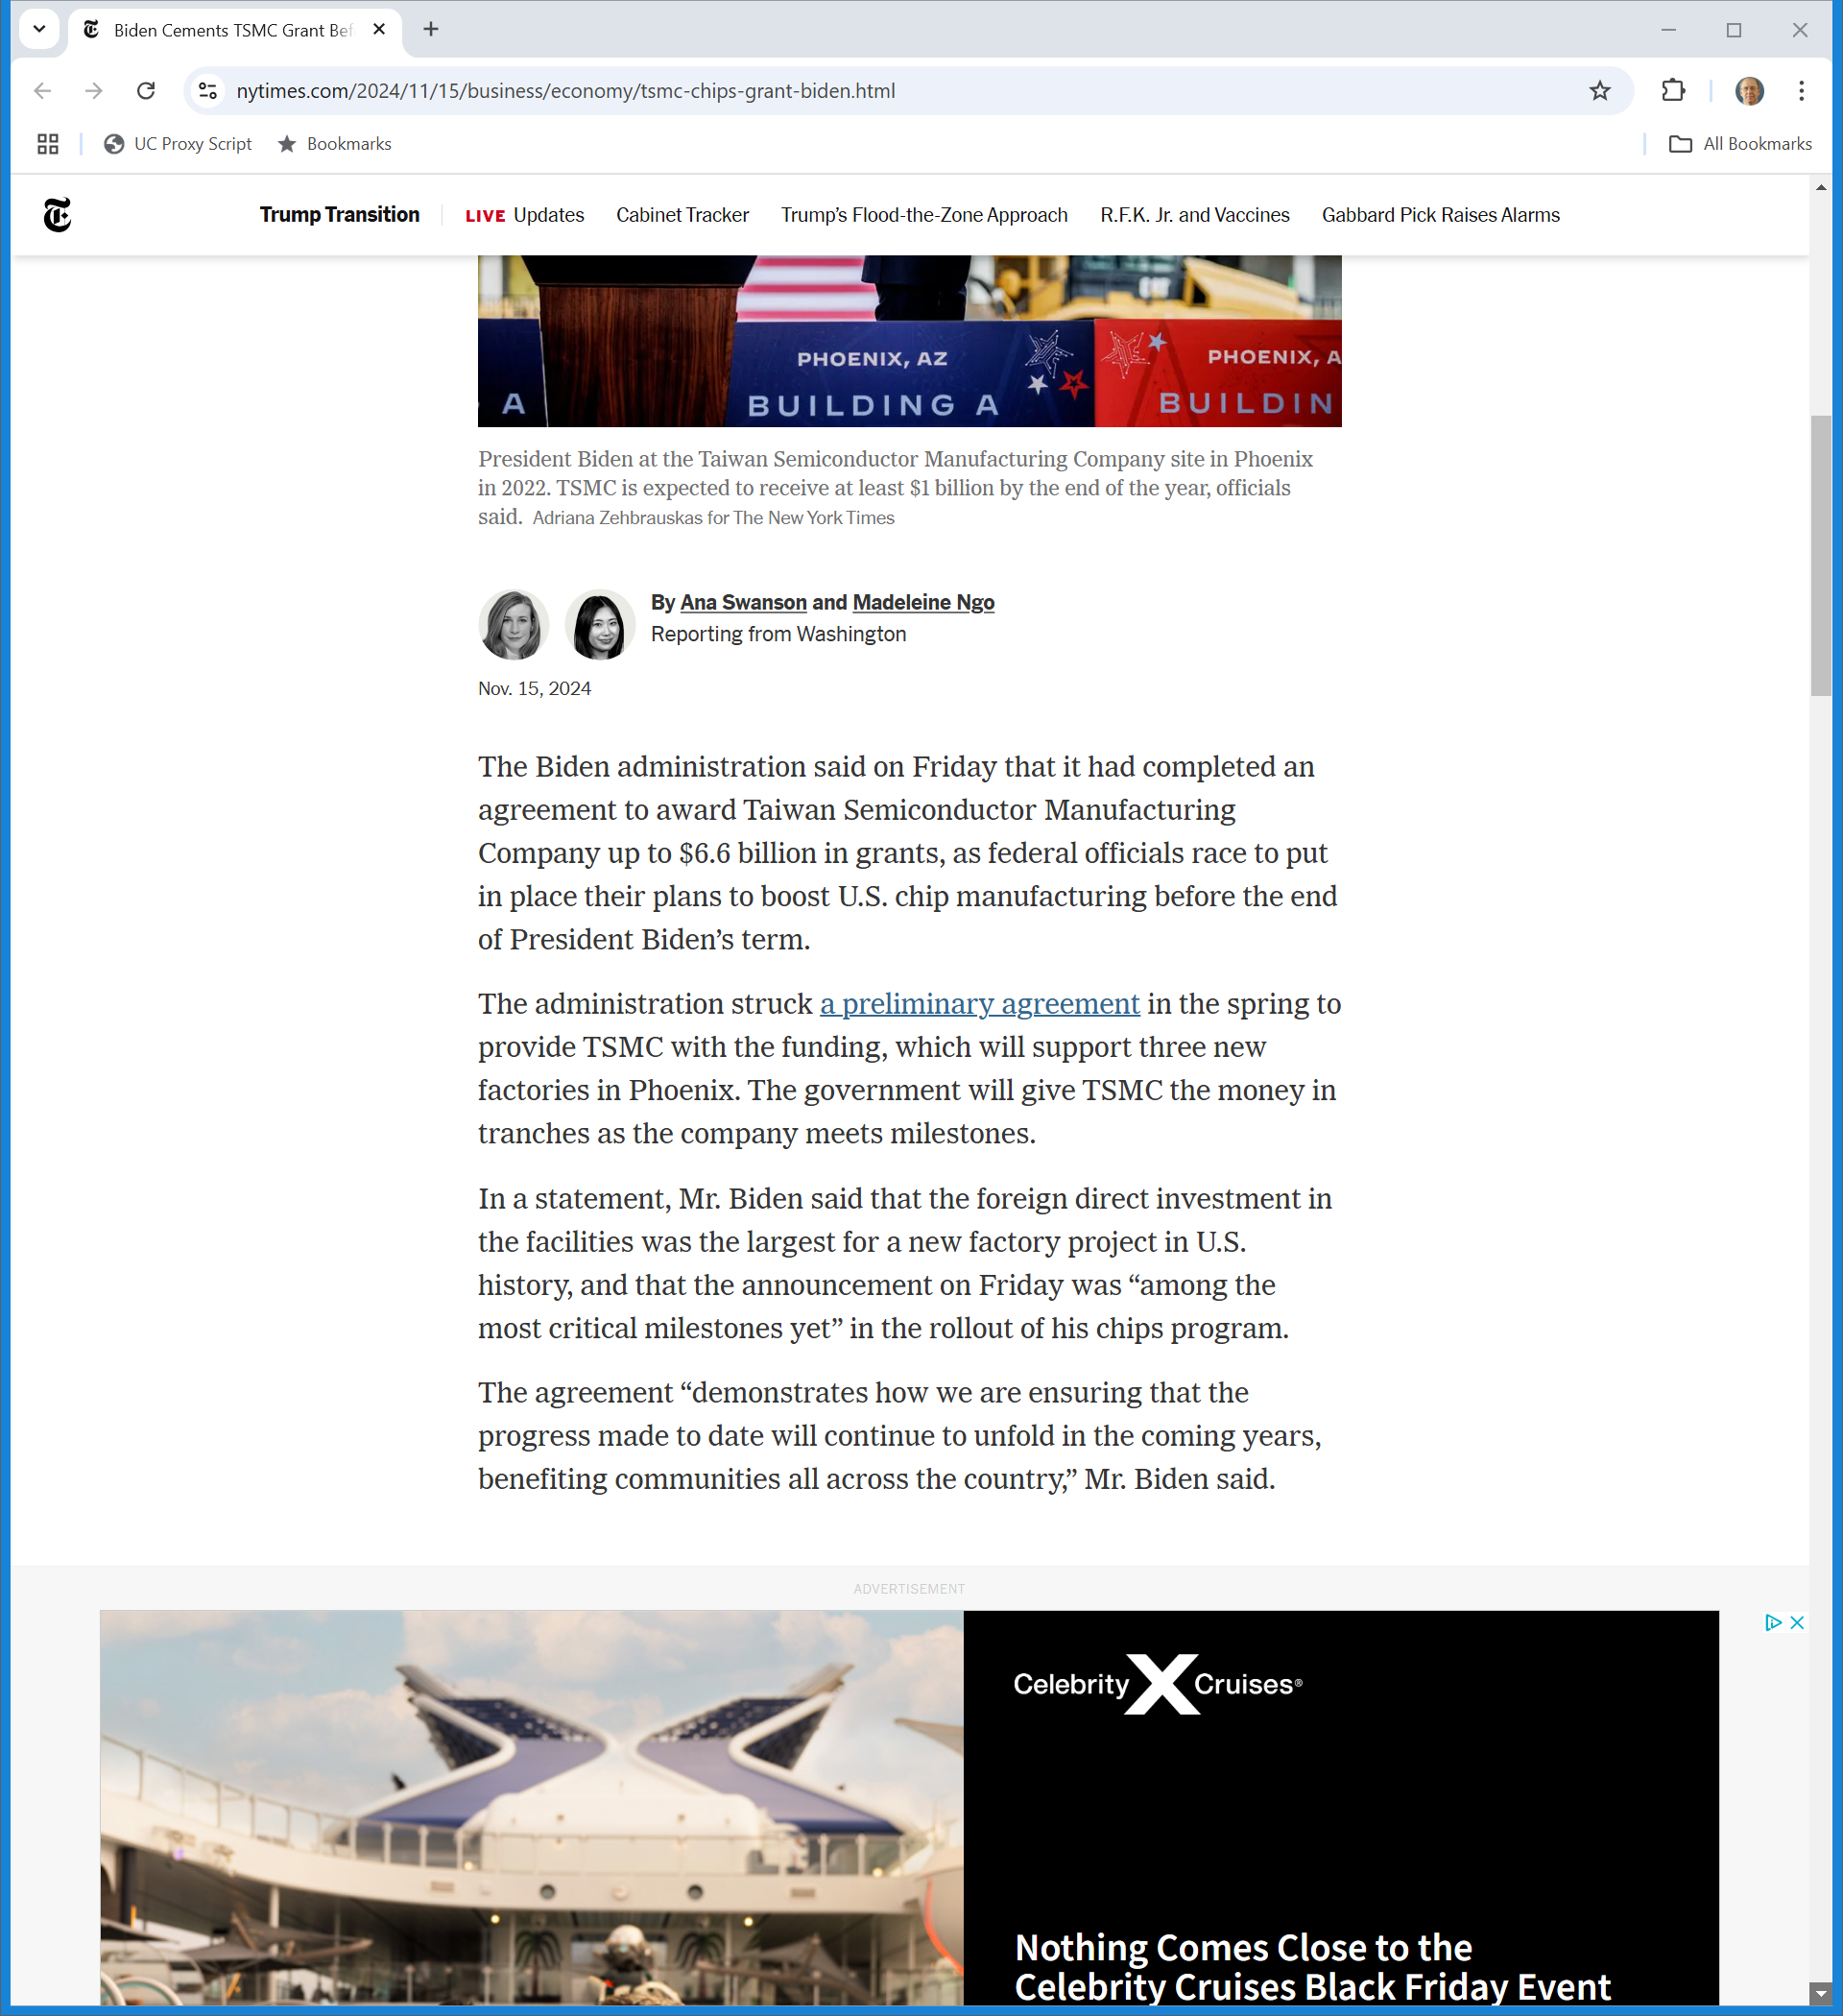 Biden Cements TSMC Grant Bef
nytimes.com/2024/11/15/business/economy/tsmc-chips-grant-biden.html
UC Proxy Script
Bookmarks
All Bookmarks
Trump Transition
LIVE Updates
Cabinet Tracker
Trump’s Flood-the-Zone Approach
R.F.K. Jr. and Vaccines
Gabbard Pick Raises Alarms
CAT
PHOENIX, AZ
PHOENIX, A
A
BUILDING A
BUILDIN
President Biden at the Taiwan Semiconductor Manufacturing Company site in Phoenix
in 2022. TSMC is expected to receive at least $1 billion by the end of the year, officials
said. Adriana Zehbrauskas for The New York Times
By Ana Swanson and Madeleine Ngo
Reporting from Washington
Nov. 15, 2024
The Biden administration said on Friday that it had completed an
agreement to award Taiwan Semiconductor Manufacturing
Company up to $6.6 billion in grants, as federal officials race to put
in place their plans to boost U.S. chip manufacturing before the end
of President Biden’s term.
The administration struck a preliminary agreement in the spring to
provide TSMC with the funding, which will support three new
factories in Phoenix. The government will give TSMC the money in
tranches as the company meets milestones.
In a statement, Mr. Biden said that the foreign direct investment in
the facilities was the largest for a new factory project in U.S.
history, and that the announcement on Friday was “among the
most critical milestones yet” in the rollout of his chips program.
The agreement “demonstrates how we are ensuring that the
progress made to date will continue to unfold in the coming years,
benefiting communities all across the country,” Mr. Biden said.
ADVERTISEMENT
Celebrity X Cruises®
Nothing Comes Close to the
Celebrity Cruises Black Friday Event